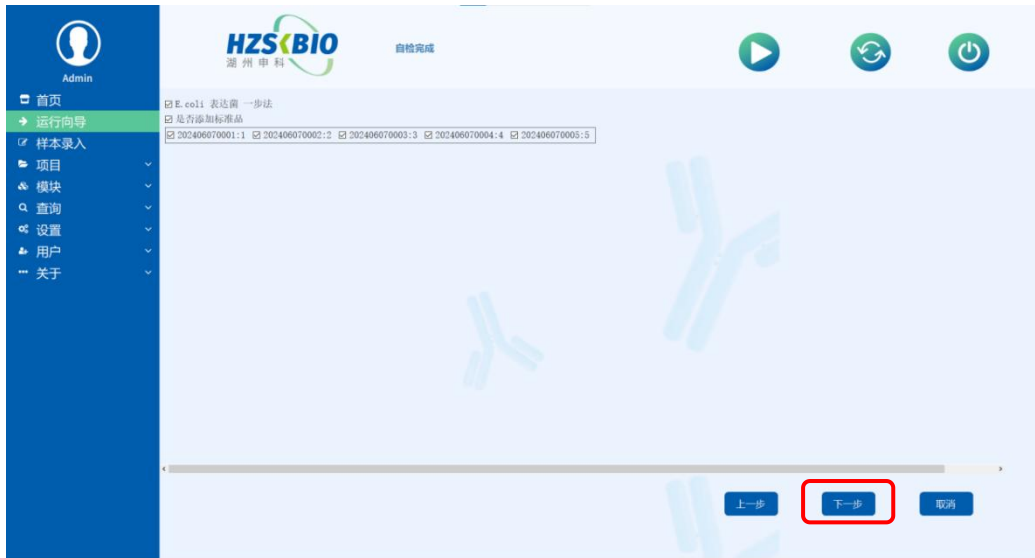 HZSKBIO
湖州申科
自检完成
Admin
首页
运行向导
样本录入
项目
模块
查询
设置
用户
关于
E.coli 表达菌 一步法
是否添加标准品
202406070001:1 202406070002:2 202406070003:3 202406070004:4 202406070005:5
上一步 下一步 取消